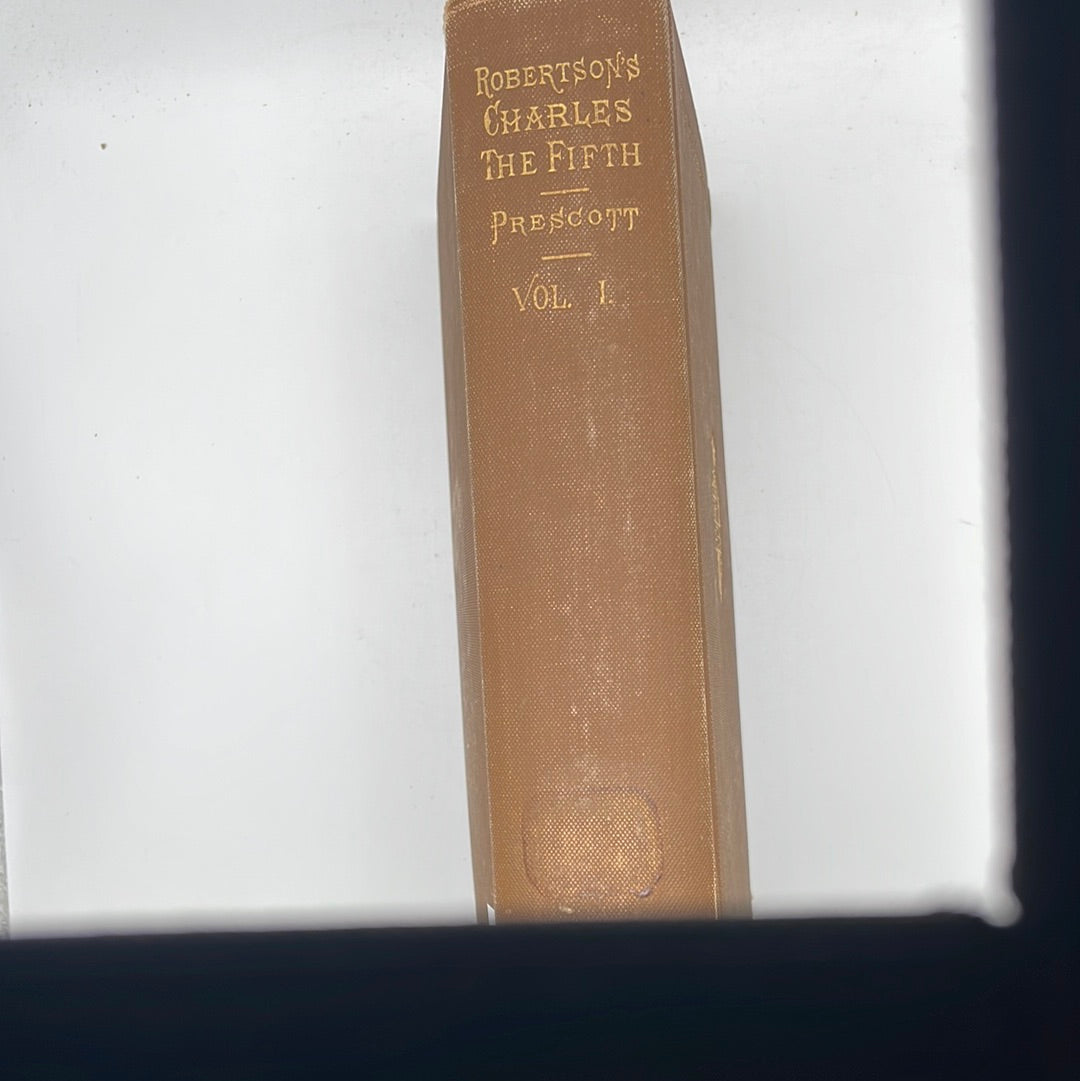 ROBERTSON'S
CHARLES
THE FIFTH
PRESCOTT
VOL. I.